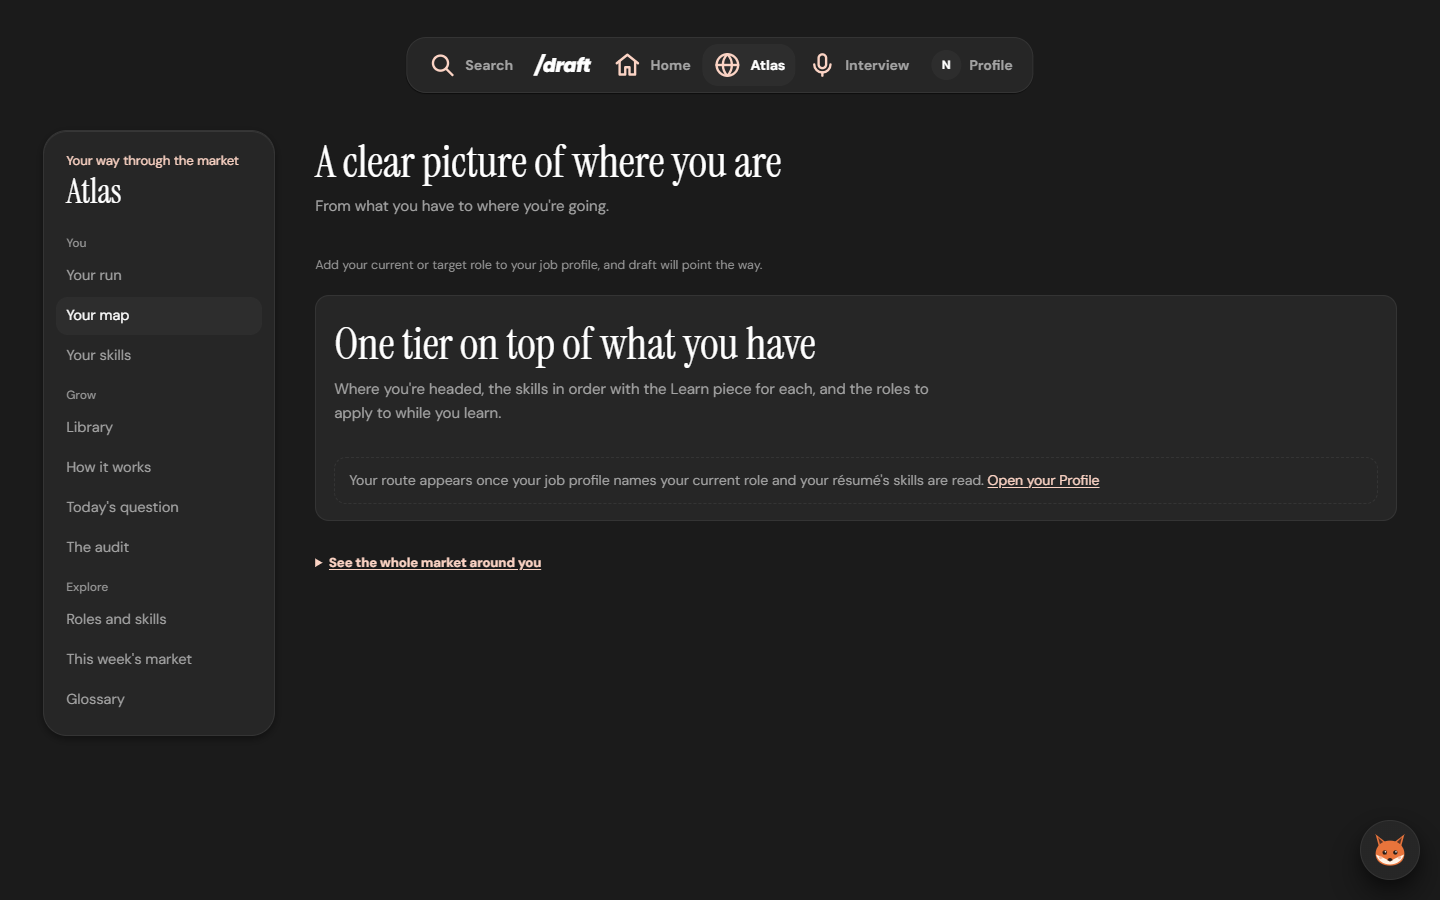 Search
/draft
Home
Atlas
Interview
N
Profile
Your way through the market
Atlas
You
Your run
Your map
Your skills
Grow
Library
How it works
Today's question
The audit
Explore
Roles and skills
This week's market
Glossary
A clear picture of where you are
From what you have to where you're going.
Add your current or target role to your job profile, and draft will point the way.
One tier on top of what you have
Where you're headed, the skills in order with the Learn piece for each, and the roles to
apply to while you learn.
Your route appears once your job profile names your current role and your résumé's skills are read. Open your Profile
See the whole market around you